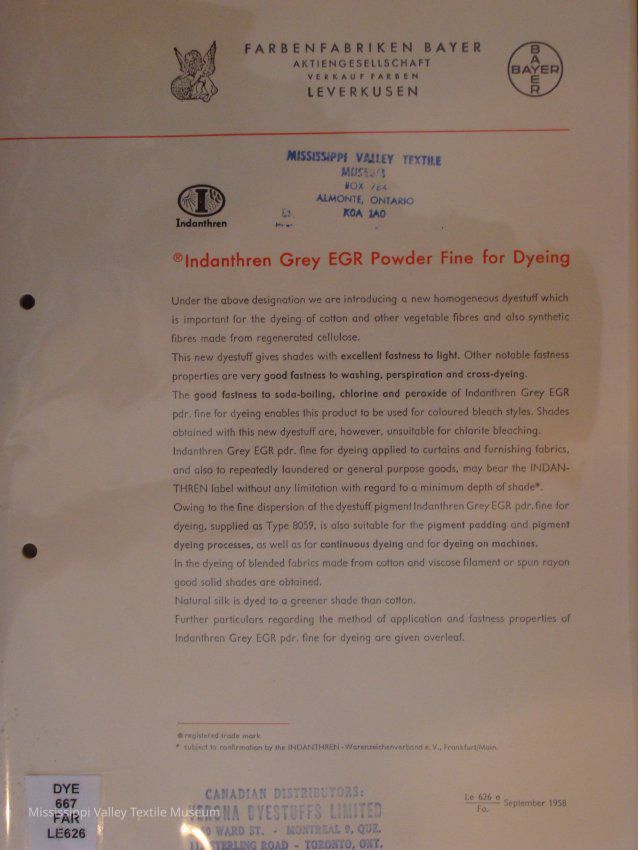 FARBENFABRIKEN BAYER
AKTIENGESELLSCHAFT
VERKAUF FARBEN
LEVERKUSEN
BAYER
BAYER
MISSISSIPPI VALLEY TEXTILE
MUSEUM
BOX 784
ALMONTE, ONTARIO
K0A 1A0
I
Indanthren
®Indanthren Grey EGR Powder Fine for Dyeing
Under the above designation we are introducing a new homogeneous dyestuff which
is important for the dyeing of cotton and other vegetable fibres and also synthetic
fibres made from regenerated cellulose.
This new dyestuff gives shades with excellent fastness to light. Other notable fastness
properties are very good fastness to washing, perspiration and cross-dyeing.
The good fastness to soda-boiling, chlorine and peroxide of Indanthren Grey EGR
pdr. fine for dyeing enables this product to be used for coloured bleach styles. Shades
obtained with this new dyestuff are, however, unsuitable for chlorite bleaching.
Indanthren Grey EGR pdr. fine for dyeing applied to curtains and furnishing fabrics,
and also to repeatedly laundered or general purpose goods, may bear the INDAN-
THREN label without any limitation with regard to a minimum depth of shade*.
Owing to the fine dispersion of the dyestuff pigment Indanthren Grey EGR pdr. fine for
dyeing, supplied as Type 8059, is also suitable for the pigment padding and pigment
dyeing processes, as well as for continuous dyeing and for dyeing on machines.
In the dyeing of blended fabrics made from cotton and viscose filament or spun rayon
good solid shades are obtained.
Natural silk is dyed to a greener shade than cotton.
Further particulars regarding the method of application and fastness properties of
Indanthren Grey EGR pdr. fine for dyeing are given overleaf.
® registered trade mark
* subject to confirmation by the INDANTHREN-Warenzeichenverband e. V., Frankfurt/Main.
Le 626 e
Fa.
September 1958
DYE
667
FAR
LE626
Mississippi Valley Textile Museum
CANADIAN DISTRIBUTORS:
VERONA DYESTUFFS LIMITED
WARD ST. - MONTREAL 9, QUE.
STERLING ROAD - TORONTO, ONT.